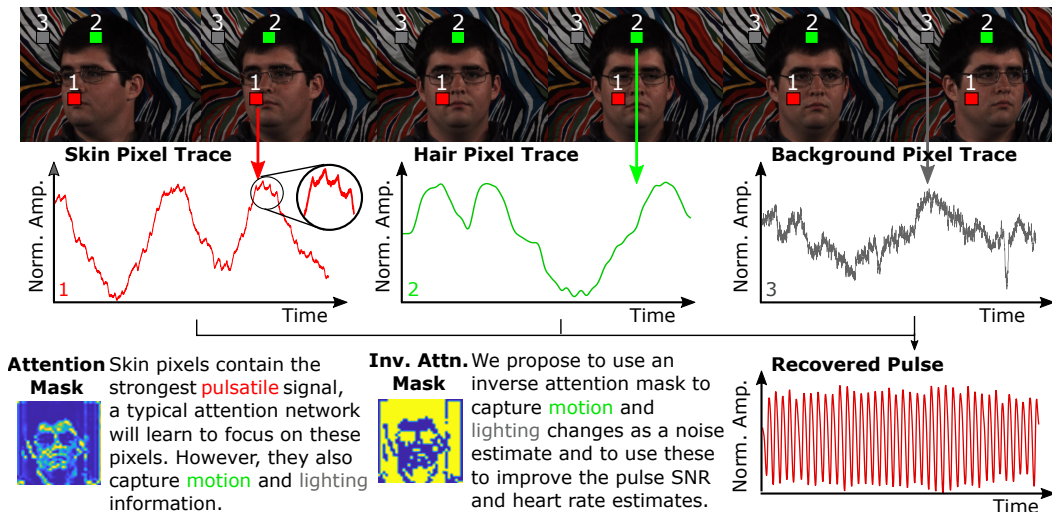 3 2 3 2 3 2 3 2 3 2 3 2
1 1 1 1 1 1
Skin Pixel Trace
Norm. Amp.
1
Time
Hair Pixel Trace
Norm. Amp.
2
Time
Background Pixel Trace
Norm. Amp.
3
Time
Attention
Mask
Skin pixels contain the
strongest pulsatile signal,
a typical attention network
will learn to focus on these
pixels. However, they also
capture motion and lighting
information.
Inv. Attn.
Mask
We propose to use an
inverse attention mask to
capture motion and
lighting changes as a noise
estimate and to use these
to improve the pulse SNR
and heart rate estimates.
Recovered Pulse
Norm. Amp.
Time